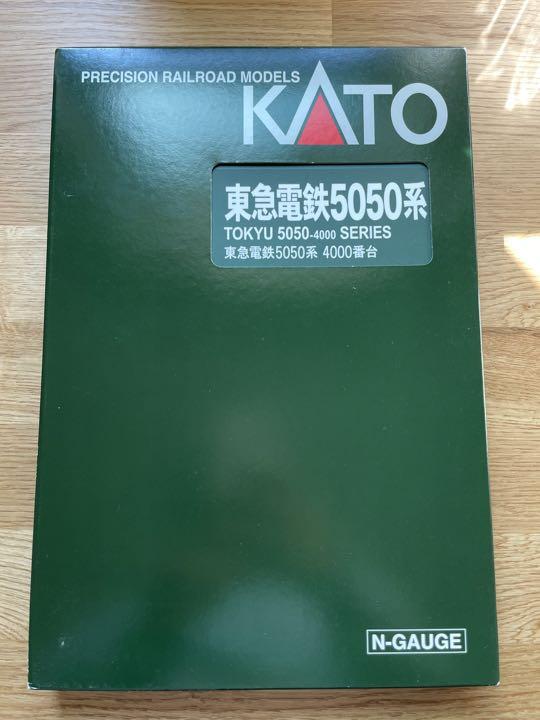 PRECISION RAILROAD MODELS
KATO
東急電鉄5050系
TOKYU 5050-4000 SERIES
東急電鉄5050系 4000番台
N-GAUGE